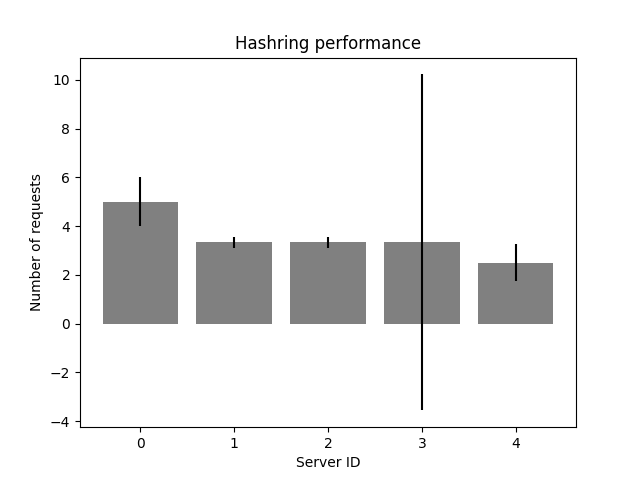 Hashring performance
10
8
6
4
2
0
−2
−4
Number of requests
0 1 2 3 4
Server ID